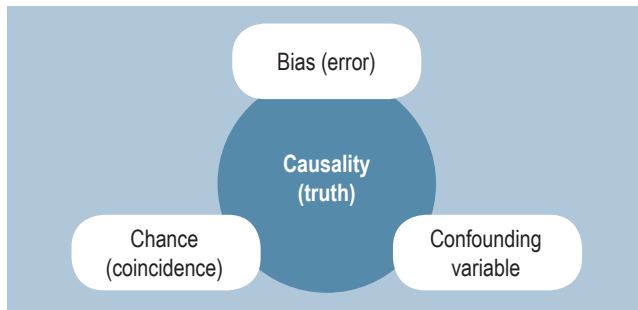 Bias (error)
Causality
(truth)
Chance
(coincidence)
Confounding
variable